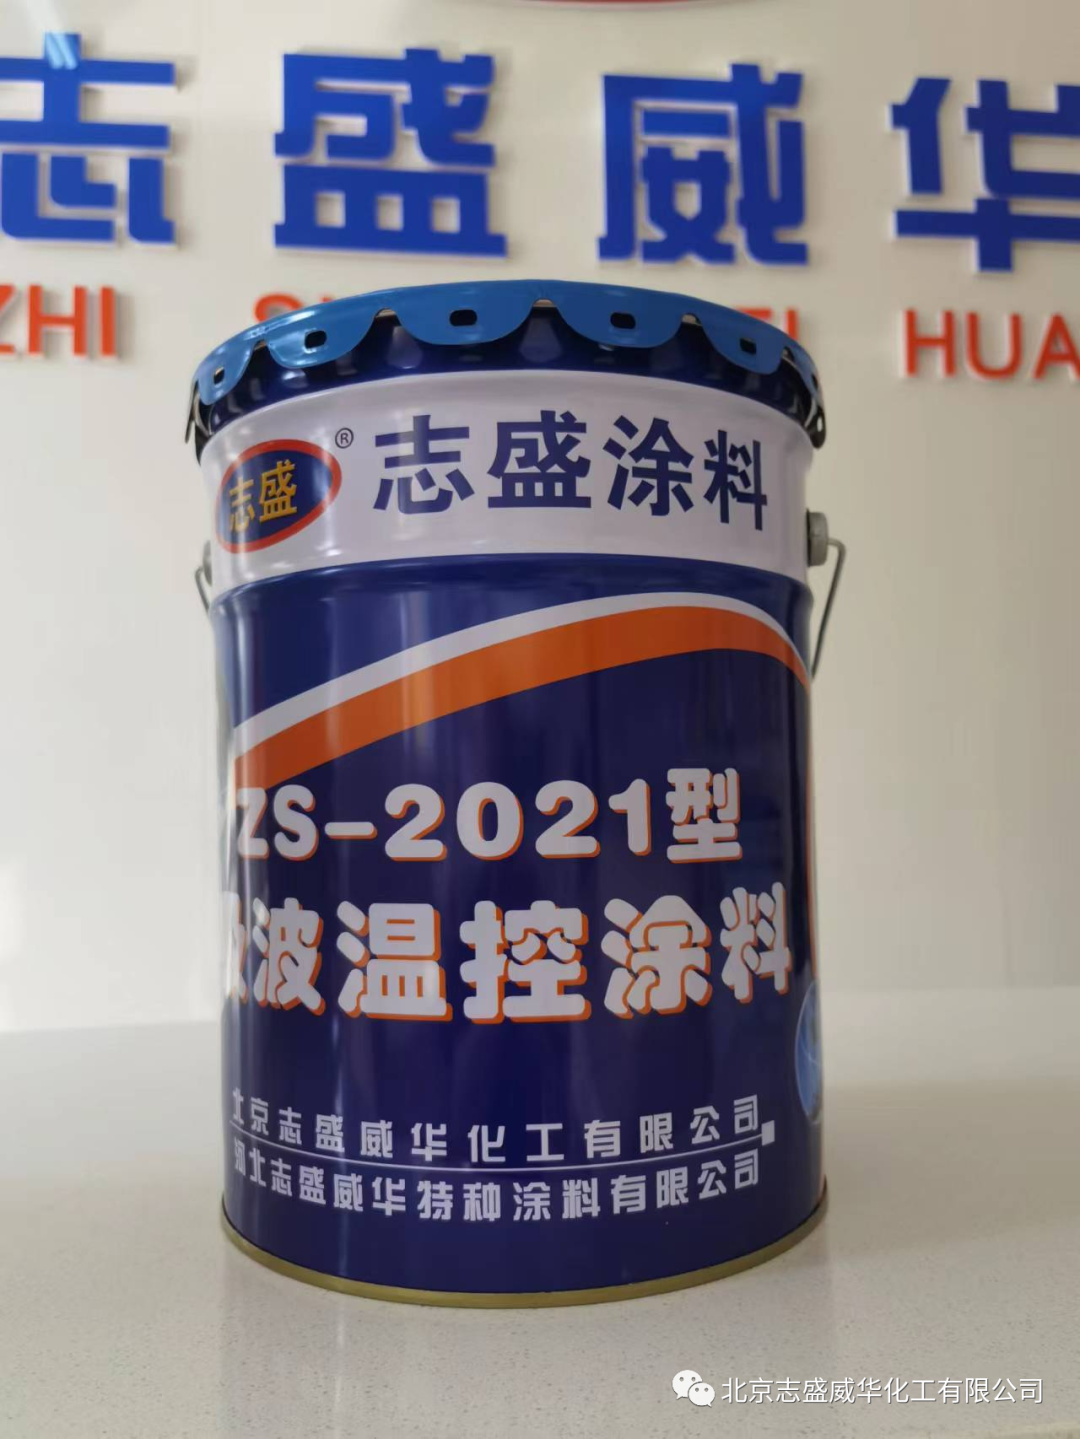 志盛威华
ZHI HUA
志盛
®
志盛涂料
ZS-2021型
波温控涂料
北京志盛威华化工有限公司
河北志盛威华特种涂料有限公司
北京志盛威华化工有限公司